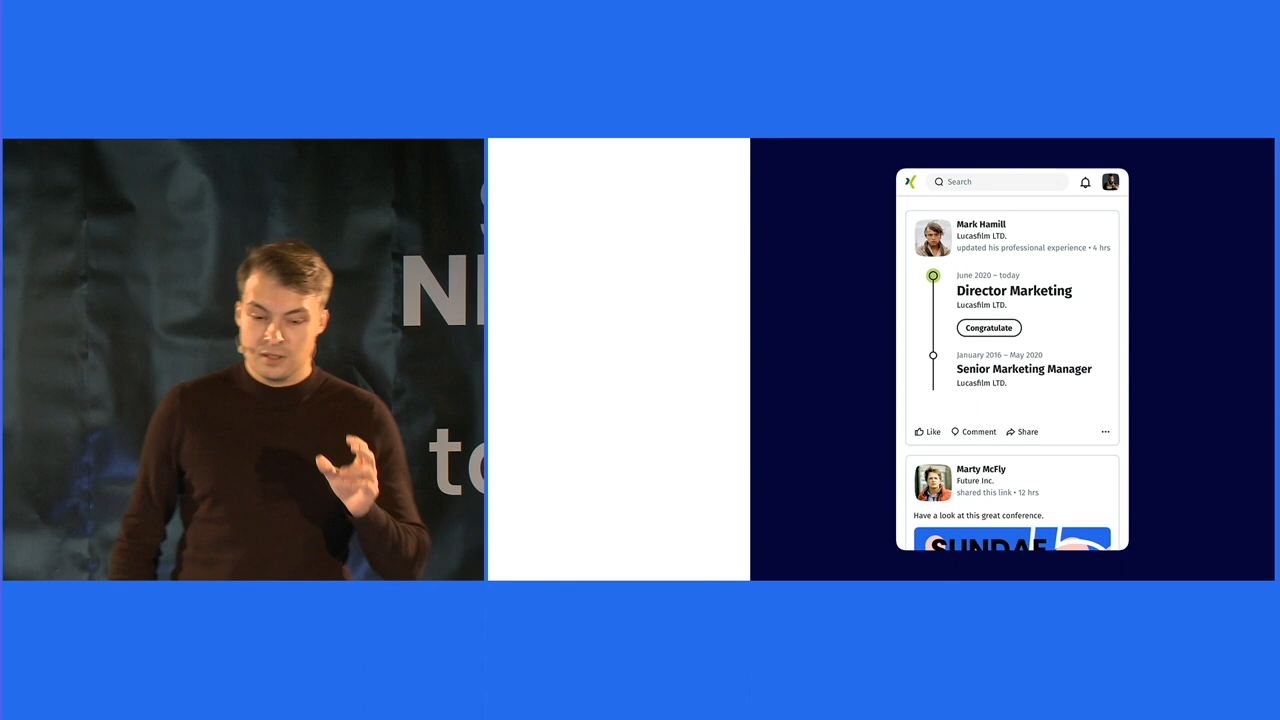 Search
Mark Hamill
Lucasfilm LTD.
updated his professional experience • 4 hrs
June 2020 – today
Director Marketing
Lucasfilm LTD.
Congratulate
January 2016 – May 2020
Senior Marketing Manager
Lucasfilm LTD.
Like Comment Share
Marty McFly
Future Inc.
shared this link • 12 hrs
Have a look at this great conference.